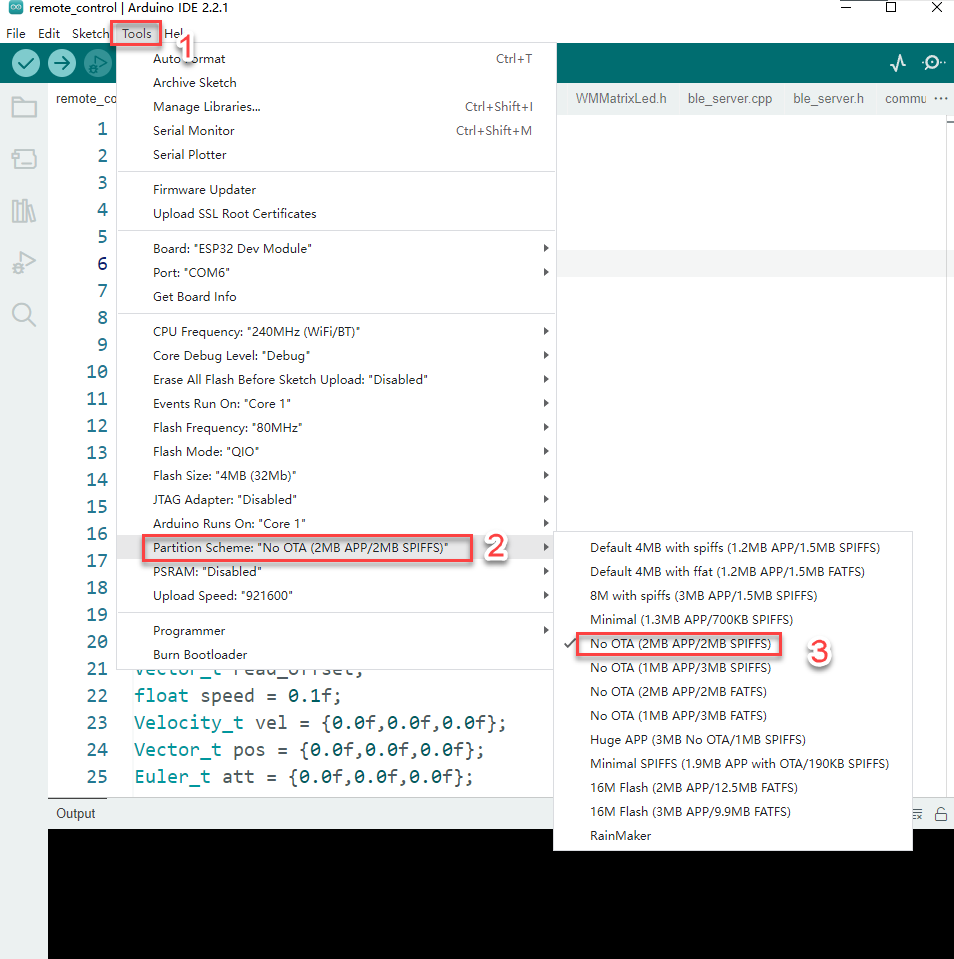 remote_control | Arduino IDE 2.2.1
File Edit Sketch Tools Hel
1
remote_co WMMatrixLed.h ble_server.cpp ble_server.h commu ...
Auto Format Ctrl+T
Archive Sketch
Manage Libraries... Ctrl+Shift+I
Serial Monitor Ctrl+Shift+M
Serial Plotter
Firmware Updater
Upload SSL Root Certificates
Board: "ESP32 Dev Module"
Port: "COM6"
Get Board Info
CPU Frequency: "240MHz (WiFi/BT)"
Core Debug Level: "Debug"
Erase All Flash Before Sketch Upload: "Disabled"
Events Run On: "Core 1"
Flash Frequency: "80MHz"
Flash Mode: "QIO"
Flash Size: "4MB (32Mb)"
JTAG Adapter: "Disabled"
Arduino Runs On: "Core 1"
Partition Scheme: "No OTA (2MB APP/2MB SPIFFS)" 2
PSRAM: "Disabled"
Upload Speed: "921600"
Programmer
Burn Bootloader
Default 4MB with spiffs (1.2MB APP/1.5MB SPIFFS)
Default 4MB with ffat (1.2MB APP/1.5MB FATFS)
8M with spiffs (3MB APP/1.5MB SPIFFS)
Minimal (1.3MB APP/700KB SPIFFS)
No OTA (2MB APP/2MB SPIFFS) 3
No OTA (1MB APP/3MB SPIFFS)
No OTA (2MB APP/2MB FATFS)
No OTA (1MB APP/3MB FATFS)
Huge APP (3MB No OTA/1MB SPIFFS)
Minimal SPIFFS (1.9MB APP with OTA/190KB SPIFFS)
16M Flash (2MB APP/12.5MB FATFS)
16M Flash (3MB APP/9.9MB FATFS)
RainMaker
1
2
3
4
5
6
7
8
9
10
11
12
13
14
15
16
17
18
19
20
21 Vector_t read_offset;
22 float speed = 0.1f;
23 Velocity_t vel = {0.0f,0.0f,0.0f};
24 Vector_t pos = {0.0f,0.0f,0.0f};
25 Euler_t att = {0.0f,0.0f,0.0f};
Output